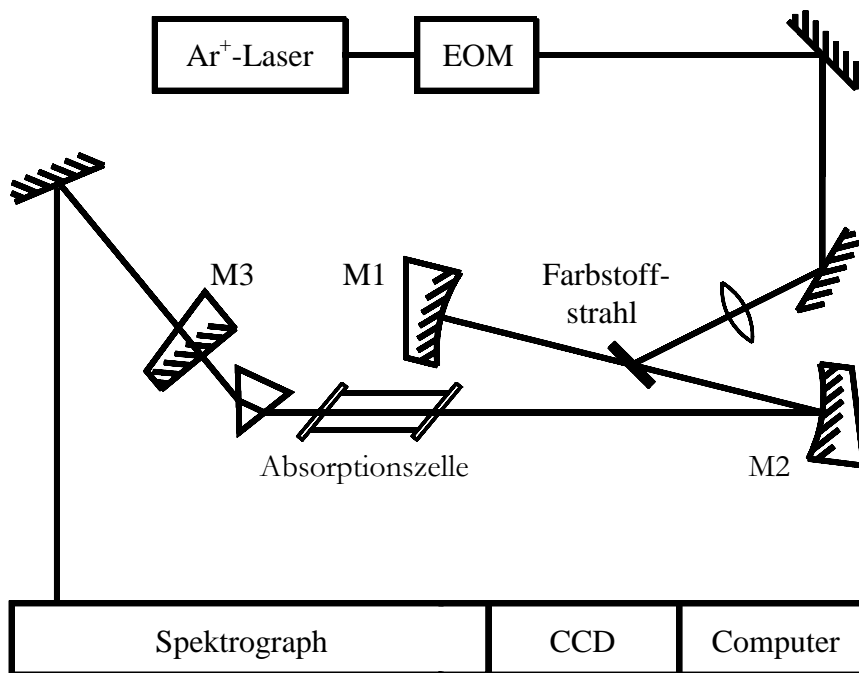 Ar⁺-Laser
EOM
M3
M1
Farbstoff-
strahl
Absorptionszelle
M2
Spektrograph
CCD
Computer